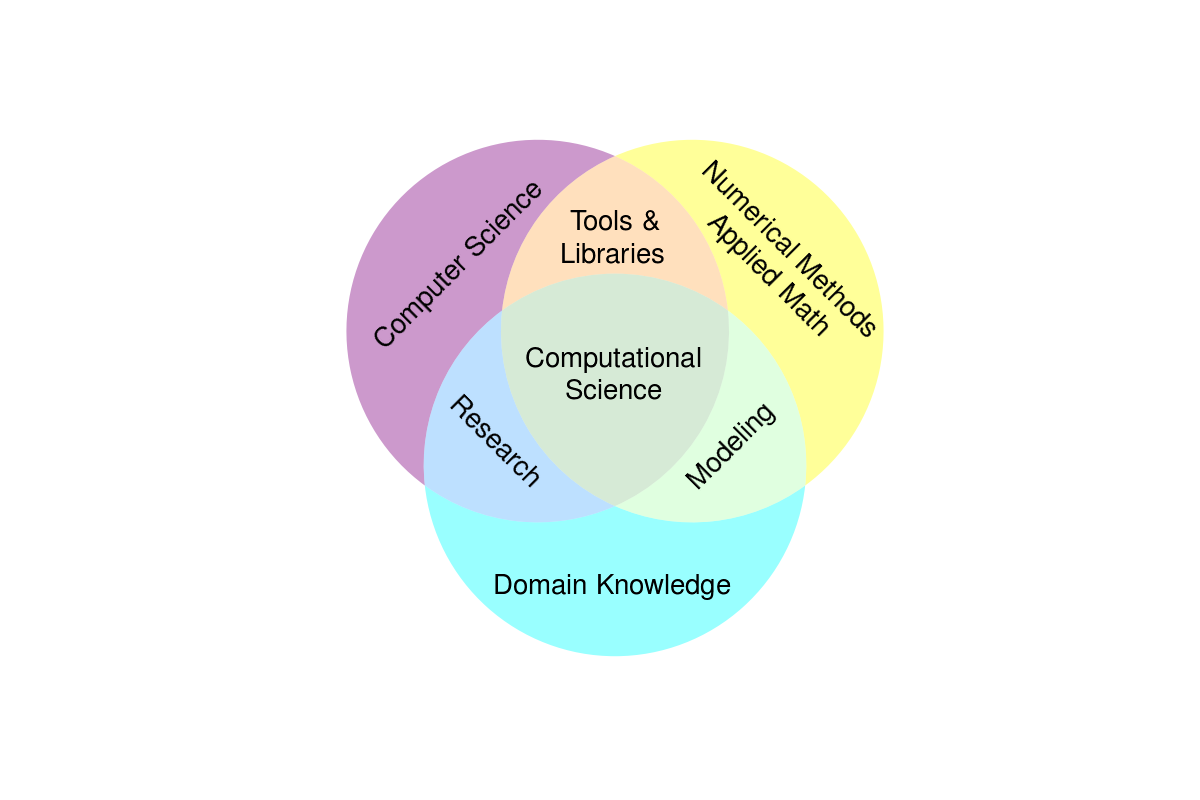 Computer Science
Tools &
Libraries
Numerical Methods
Applied Math
Computational
Science
Research
Modeling
Domain Knowledge